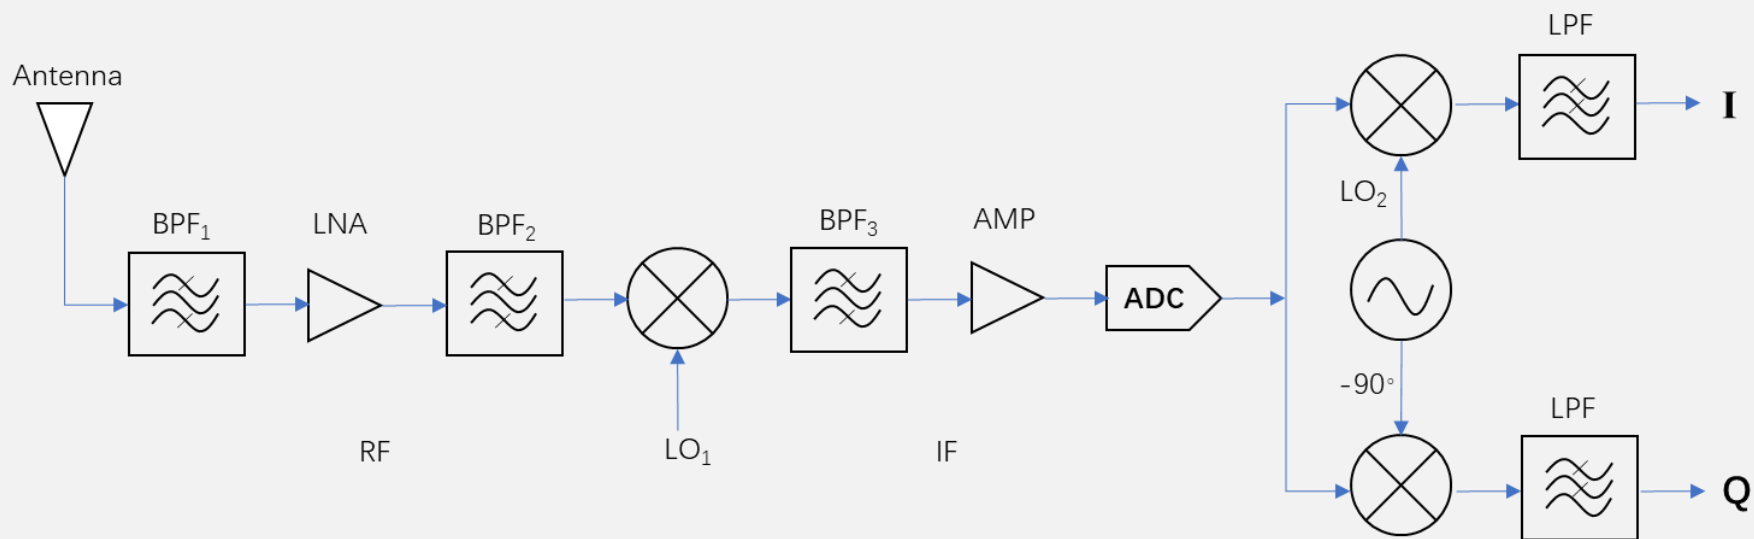 Antenna
BPF₁
LNA
BPF₂
BPF₃
AMP
ADC
LO₁
RF
IF
LPF
I
LO₂
-90°
LPF
Q